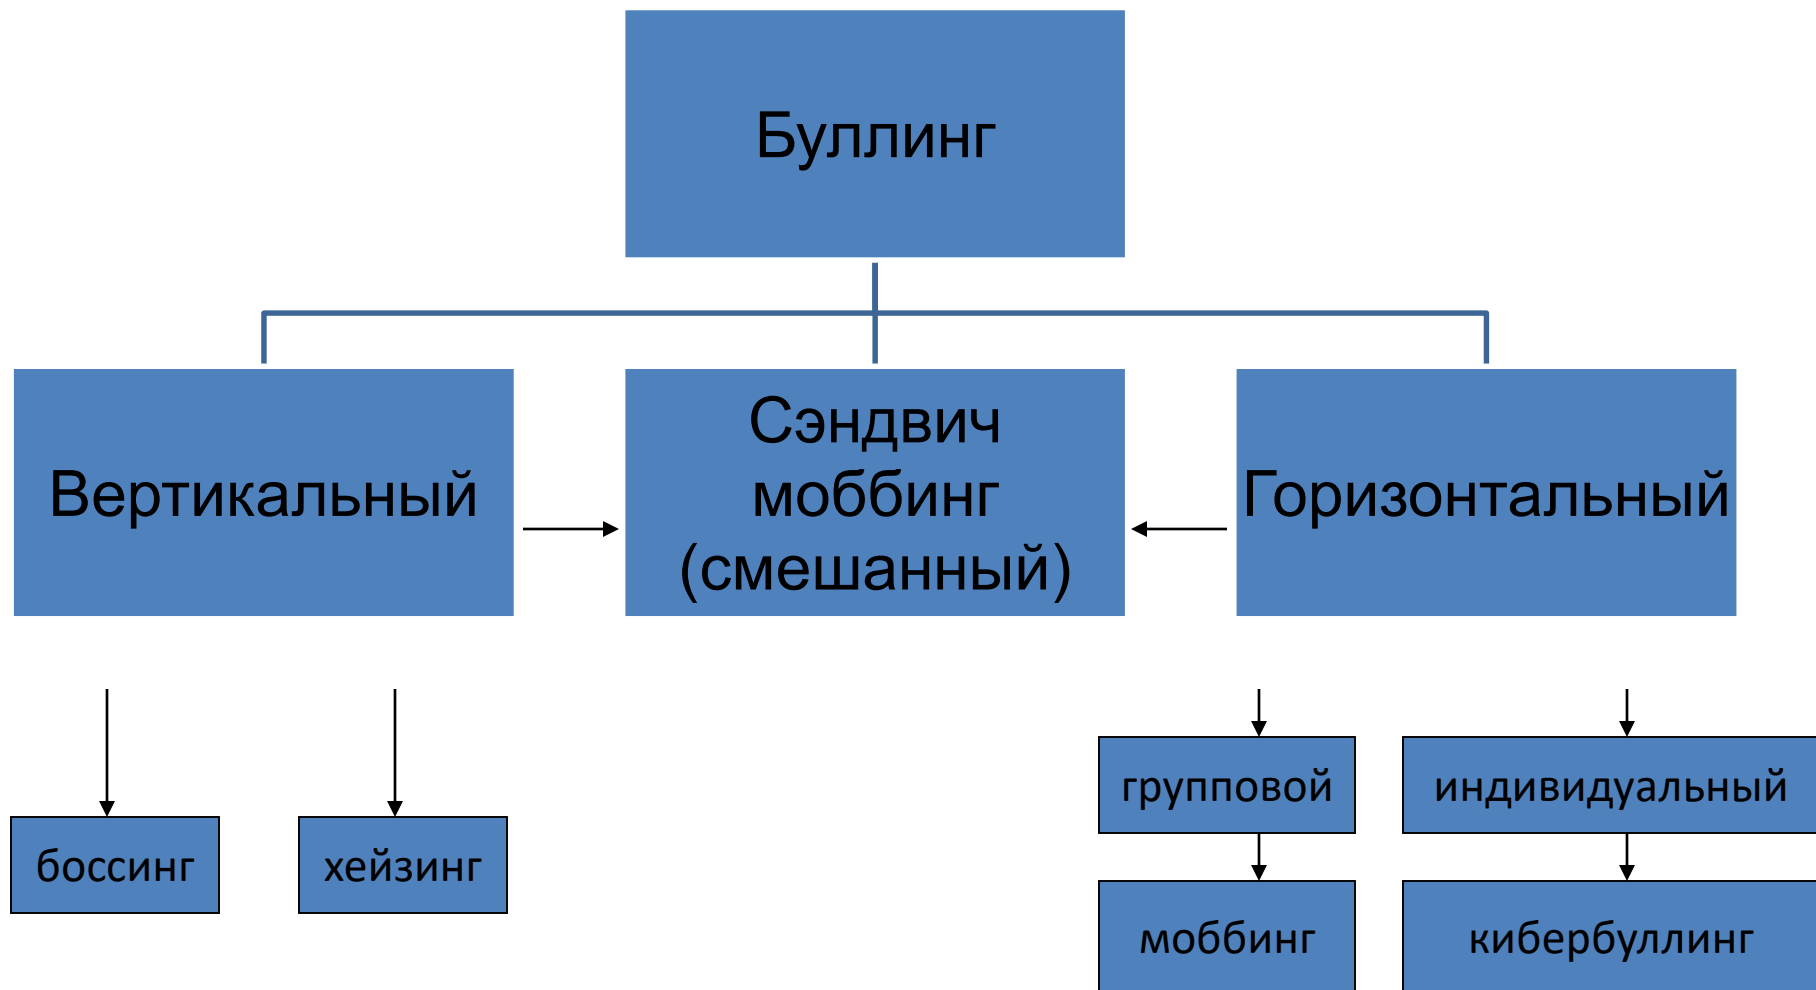 Буллинг
Вертикальный
Сэндвич
моббинг
(смешанный)
Горизонтальный
боссинг
хейзинг
групповой
индивидуальный
моббинг
кибербуллинг